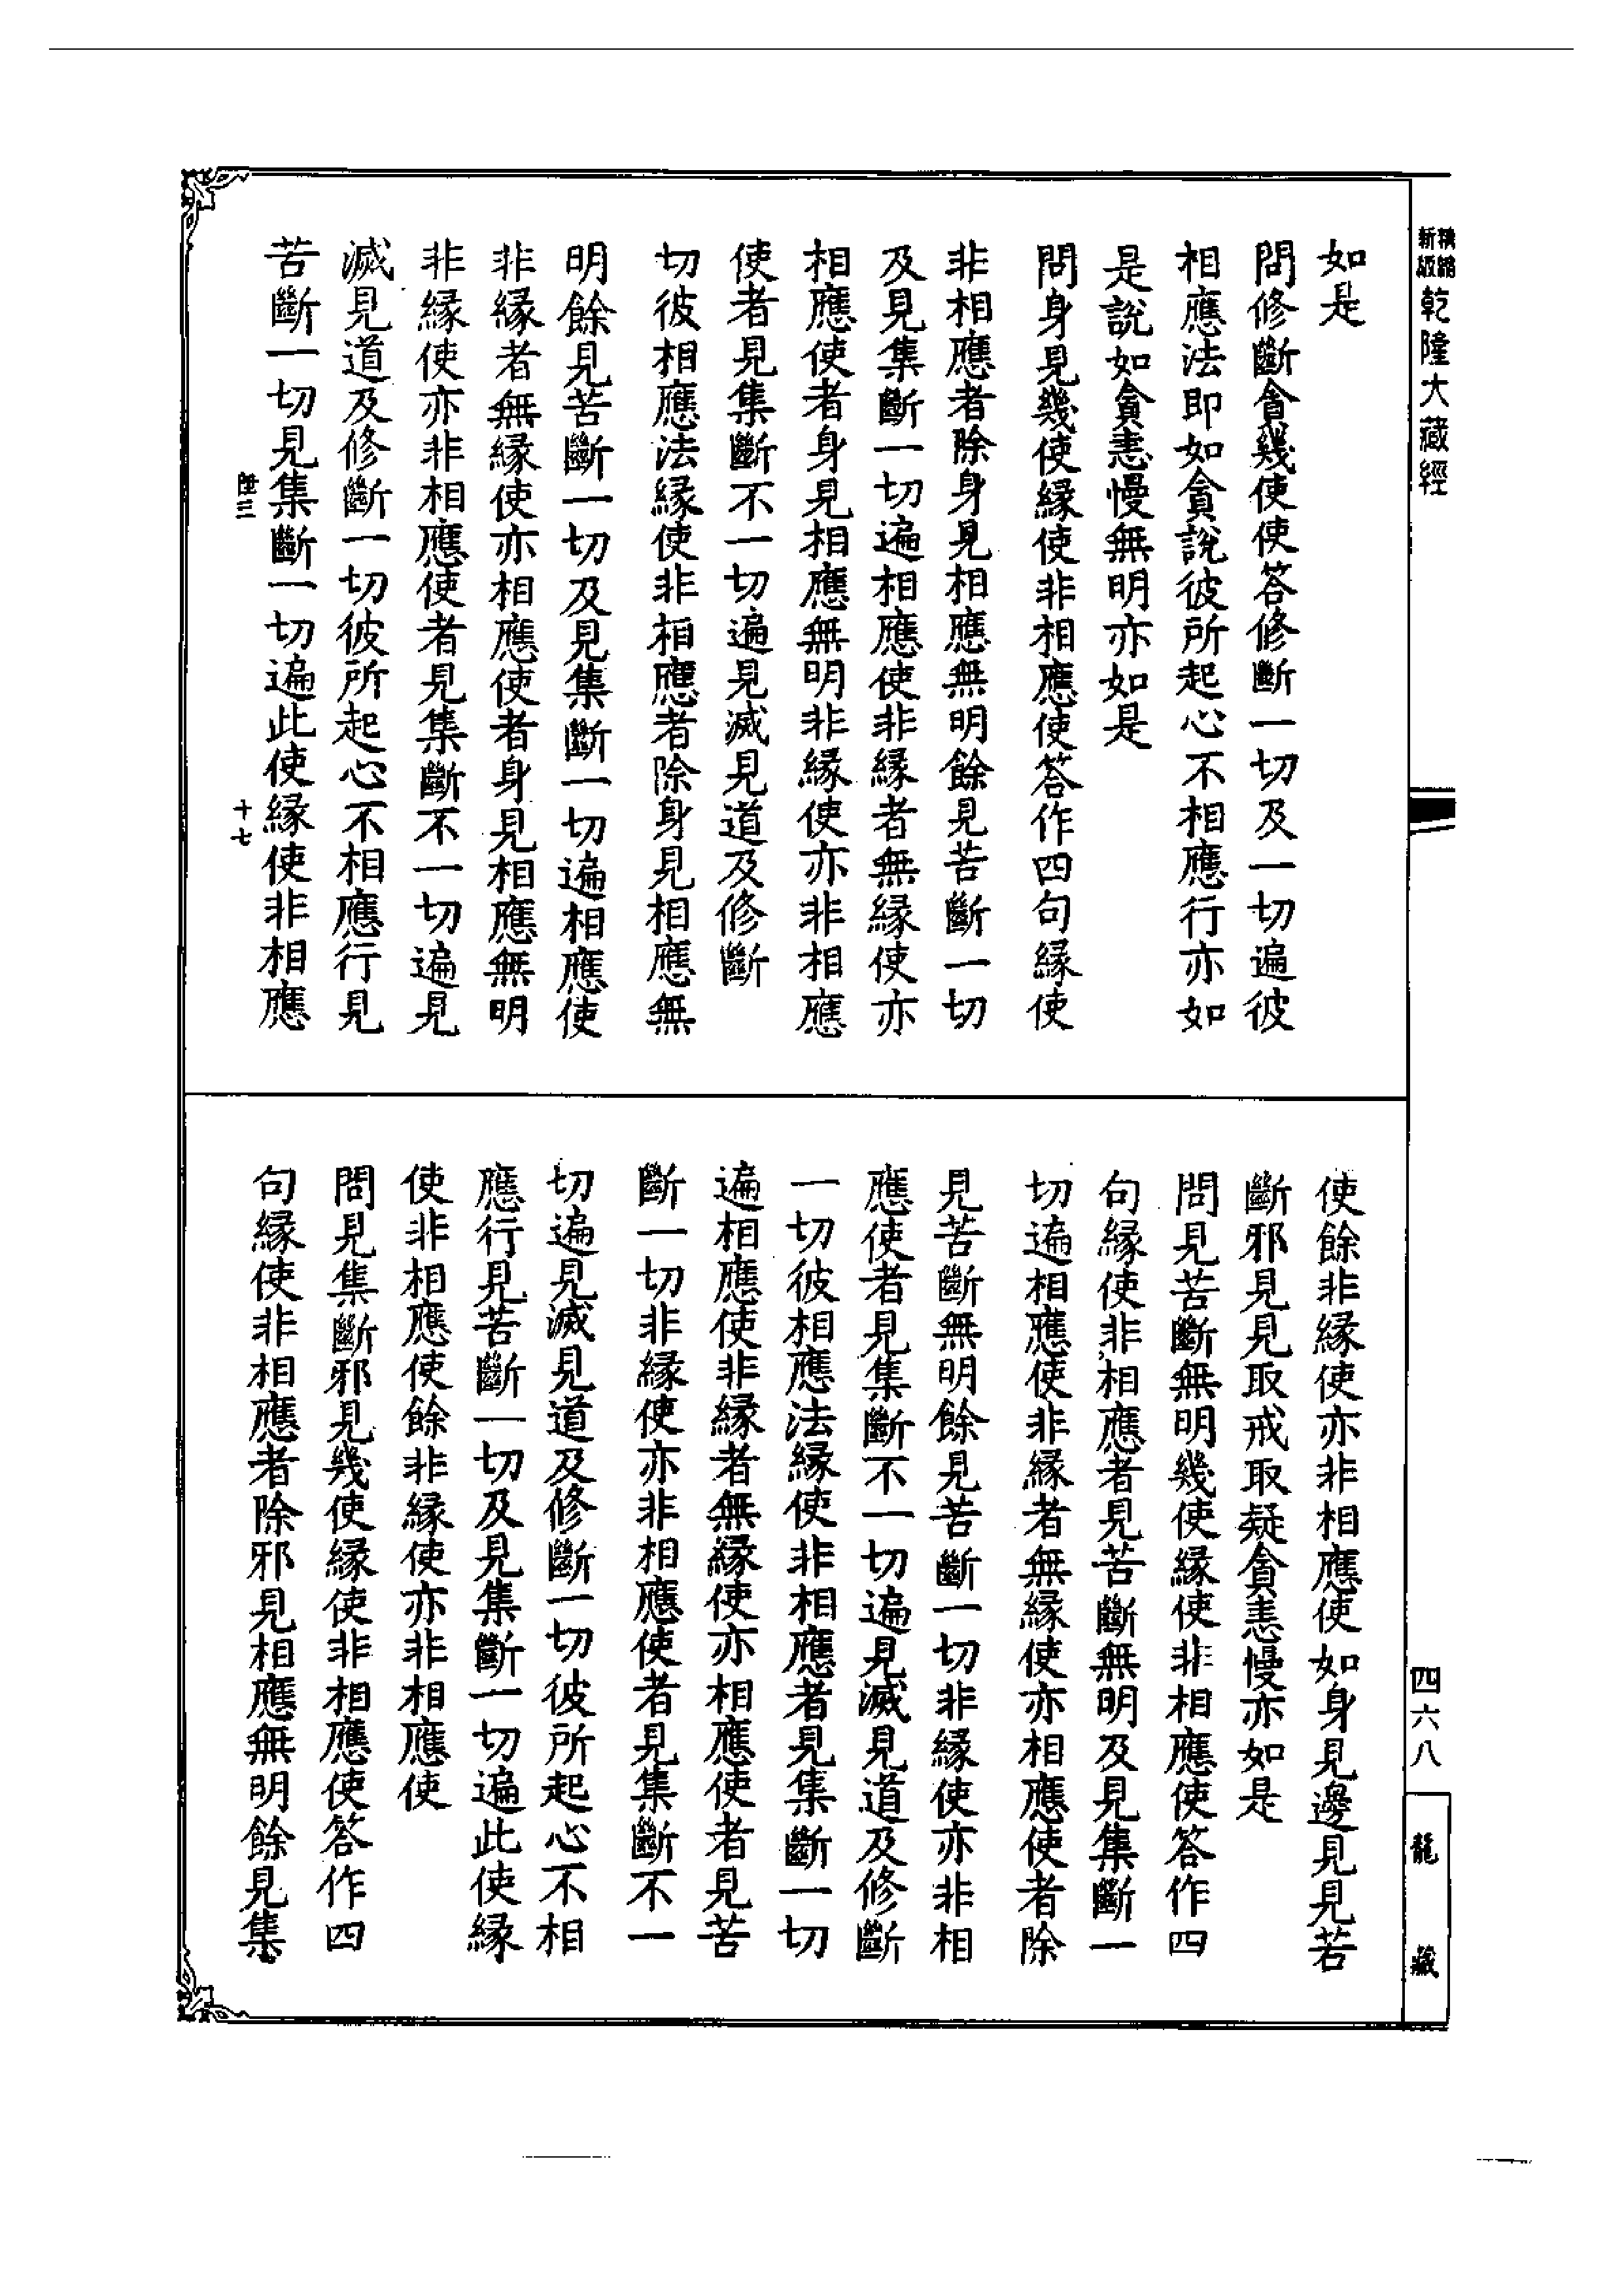 新編縮版 乾隆大藏經
如是
問修斷貪幾使使答修斷一切及一切遍彼
相應法即如貪說彼所起心不相應行亦如
是說如貪恚慢無明亦如是
問身見幾使緣使非相應使答作四句緣使
非相應者除身見相應無明餘見苦斷一切
及見集斷一切遍相應使非緣者無緣使亦
相應使者身見相應無明非緣使亦非相應
使者見集斷不一切遍見滅見道及修斷一
切彼相應法緣使非相應者除身見相應無
明餘見苦斷一切及見集斷一切遍相應使
非緣者無緣使亦相應使者身見相應無明
非緣使亦非相應使者見集斷不一切遍見
滅見道及修斷一切彼所起心不相應行見
苦斷一切見集斷一切遍此使緣使非相應
陛三 十七
使餘非緣使亦非相應使如身見邊見見苦
斷邪見見取戒取疑貪恚慢亦如是
問見苦斷無明幾使緣使非相應使答作四
句緣使非相應者見苦斷無明及見集斷一
切遍相應使非緣者無緣使亦相應使者除
見苦斷無明餘見苦斷一切非緣使亦非相
應使者見集斷不一切遍見滅見道及修斷
一切彼相應法緣使非相應者見集斷一切
遍相應使非緣者無緣使亦相應使者見苦
斷一切非緣使亦非相應使者見集斷不一
切遍見滅見道及修斷一切彼所起心不相
應行見苦斷一切及見集斷一切遍此使緣
使非相應使餘非緣使亦非相應使
問見集斷邪見幾使緣使非相應使答作四
句緣使非相應者除邪見相應無明餘見集
四六八
龍藏